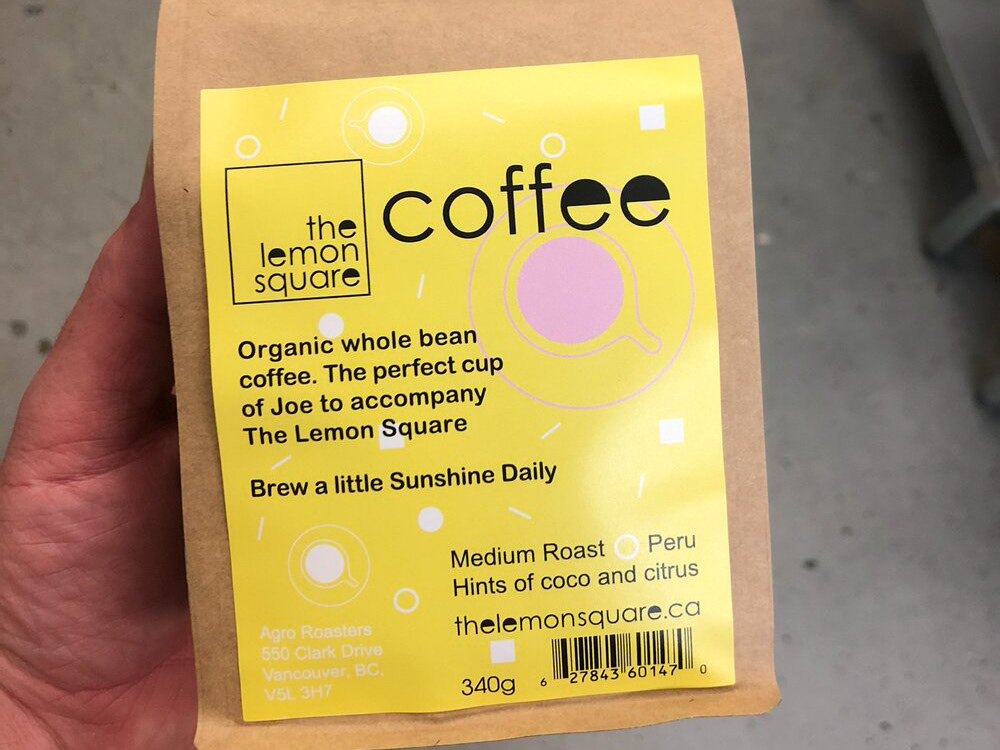 the
lemon
square
coffee
Organic whole bean
coffee. The perfect cup
of Joe to accompany
The Lemon Square
Brew a little Sunshine Daily
Medium Roast Peru
Hints of coco and citrus
thelemonsquare.ca
Agro Roasters
550 Clark Drive
Vancouver, BC,
V5L 3H7
340g
6 27843 60147 0